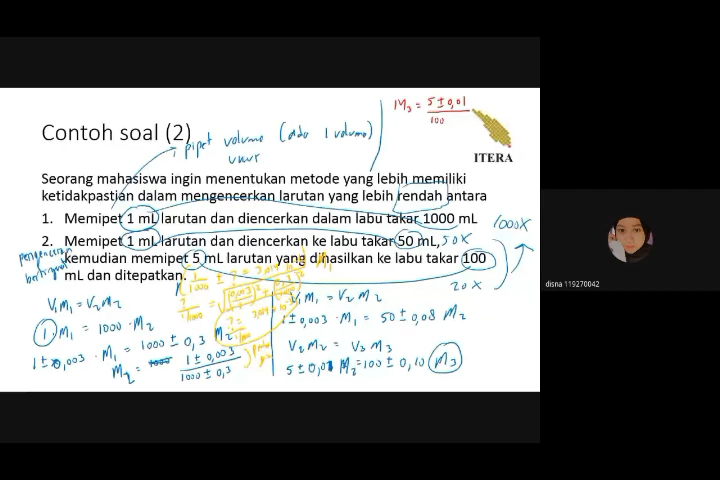 M₃ = 5 ± 0,01
100
Contoh soal (2)
pipet volume (ada 1 volume)
ukur
ITERA
Seorang mahasiswa ingin menentukan metode yang lebih memiliki
ketidakpastian dalam mengencerkan larutan yang lebih rendah antara
1. Memipet 1 mL larutan dan diencerkan dalam labu takar 1000 mL
1000X
2. Memipet 1 mL larutan dan diencerkan ke labu takar 50 mL, 50X
pengenceran
bertingkat
kemudian memipet 5 mL larutan yang dihasilkan ke labu takar 100
mL dan ditepatkan.
20X
V₁M₁ = V₂M₂
1. M₁ = 1000 . M₂
1 ± 0,003 . M₁ = 1000 ± 0,3 M₂
M₂ = 1 ± 0,003
1000 ± 0,3
V₁M₁ = V₂M₂
1 ± 0,003 . M₁ = 50 ± 0,08 M₂
V₂M₂ = V₃M₃
5 ± 0,01 M₂ = 100 ± 0,10 M₃
disna 119270042